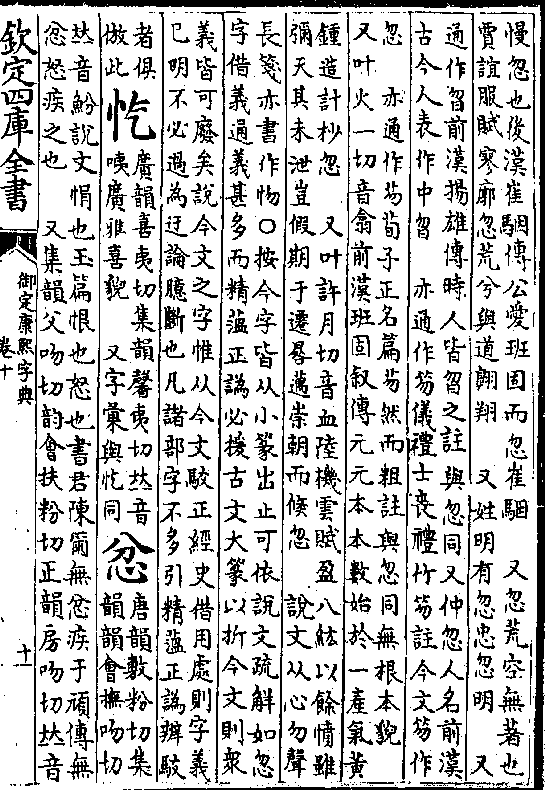 慢忽也後漢崔駰傳公愛班固而忽崔駰　又忽荒空無著也
賈誼服賦寥廓忽荒兮與道翺翔　又姓明有忽忠忽明　又
通作曶前漢揚雄傳時人皆曶之註與忽同又仲忽人名前漢
古今人表作中曶　亦通作笏儀禮士喪禮竹笏註今文笏作
忽　亦通作芴荀子正名篇芴然而粗註與忽同無根本貌
又叶火一切音翕前漢班固敘傳元元本本數始於一產氣黃
鍾造計秒忽　又叶許月切音血陸機雲賦盈八紘以餘憤雖
彌天其未泄豈假期于遷晷邁崇朝而倏忽　說文从心勿聲
長箋亦書作㣾○按今字皆从小篆出止可依說文疏解如忽
字借義過義甚多而精薀正譌必援古文大篆以折今文則衆
義皆可廢矣說今文之字惟从今文駮正經史借用處則字義
已明不必過為迂論臆斷也凡諸部字不多引精薀正譌辯駮
者俱
倣此
忔
廣韻喜夷切集韻馨夷切𠀤音
咦廣雅喜貌　又字彙與忔同
忿
唐韻敷粉切集
韻韻會撫吻切
𠀤音魵說文悁也玉篇恨也怒也書君陳爾無忿疾于頑傳無
忿怒疾之也　又集韻父吻切韵會扶粉切正韻房吻切𠀤音
欽定四庫全書
御定康熙字典
卷十
十一